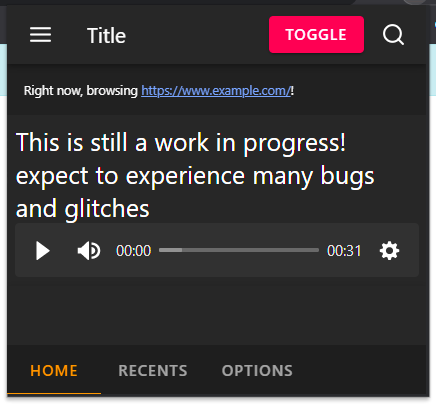 Title
TOGGLE
Right now, browsing https://www.example.com/!
This is still a work in progress!
expect to experience many bugs
and glitches
00:00
00:31
HOME
RECENTS
OPTIONS